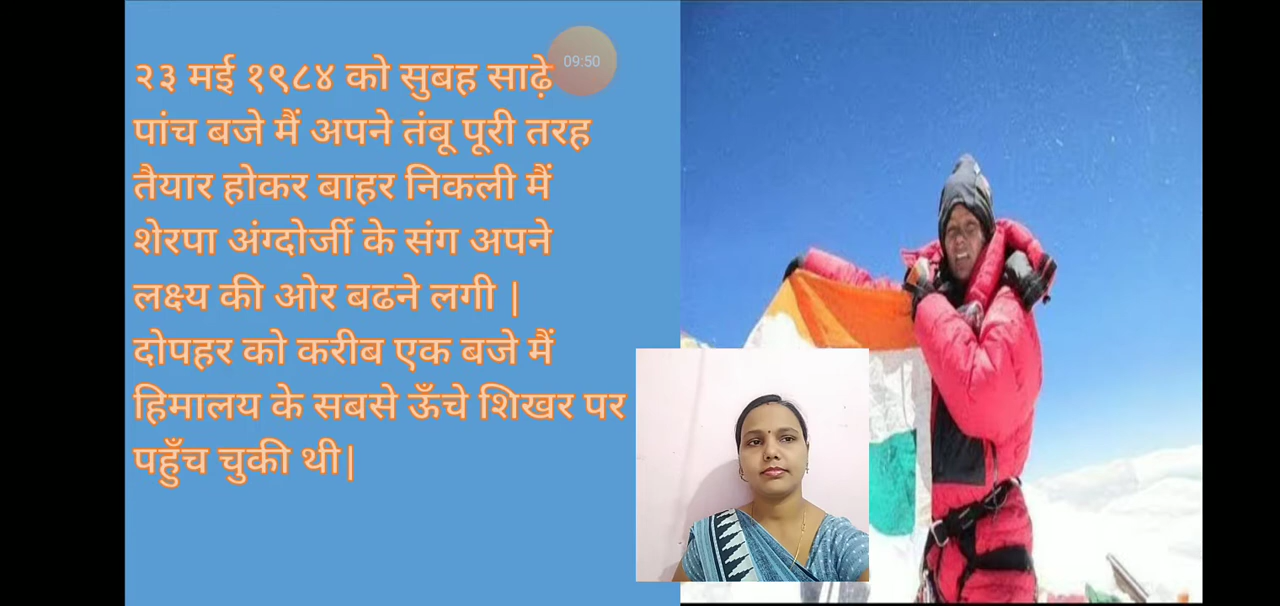 २३ मई १९८४ को सुबह साढ़े
09:50
पांच बजे मैं अपने तंबू पूरी तरह
तैयार होकर बाहर निकली मैं
शेरपा अंग्दोर्जी के संग अपने
लक्ष्य की ओर बढने लगी |
दोपहर को करीब एक बजे मैं
हिमालय के सबसे ऊँचे शिखर पर
पहुँच चुकी थी|